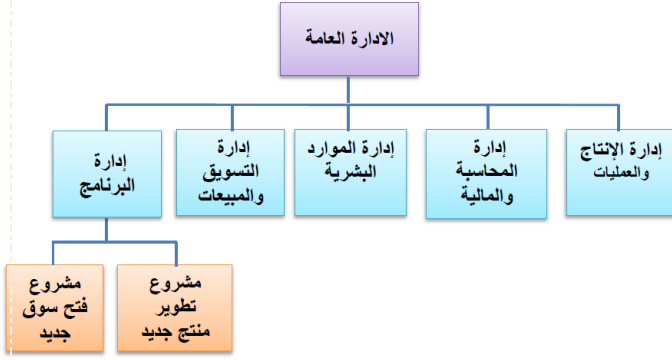 الادارة العامة
إدارة الإنتاج
والعمليات
إدارة
المحاسبة
والمالية
إدارة الموارد
البشرية
إدارة
التسويق
والمبيعات
إدارة
البرنامج
مشروع
تطوير
منتج جديد
مشروع
فتح سوق
جديد